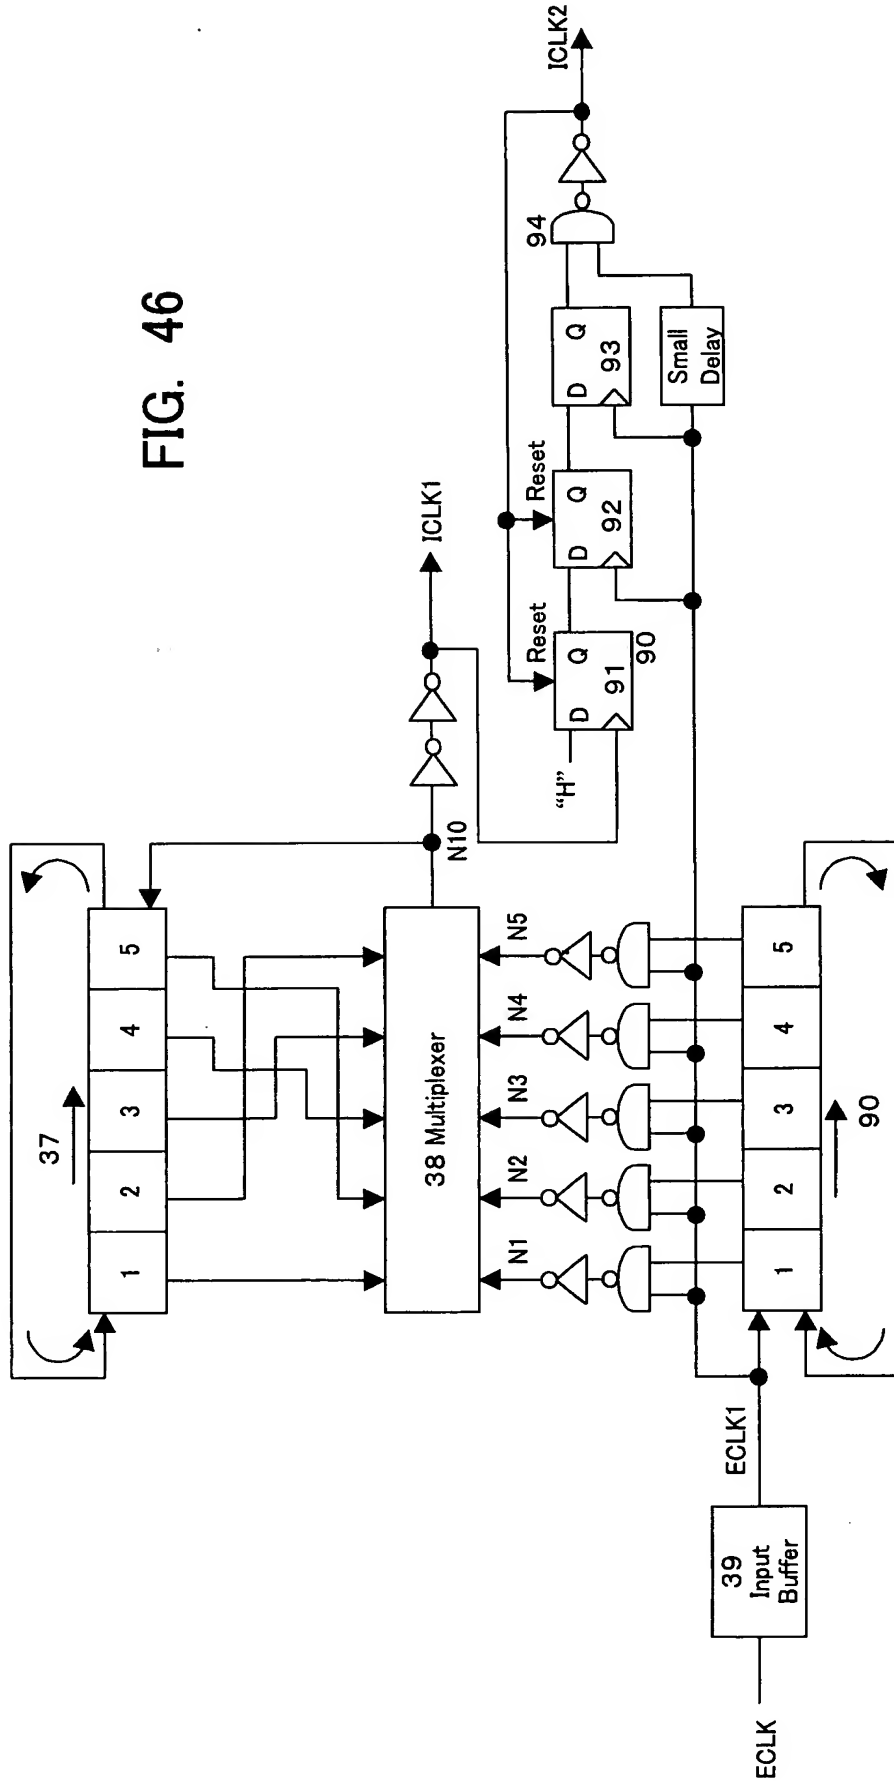 FIG. 46
37
1 2 3 4 5
38 Multiplexer
N10
ICLK1
N1 N2 N3 N4 N5
"H"
D Q
91
90
Reset
D Q
92
Reset
D Q
93
94
ICLK2
Small
Delay
ECLK
39
Input
Buffer
ECLK1
1 2 3 4 5
90